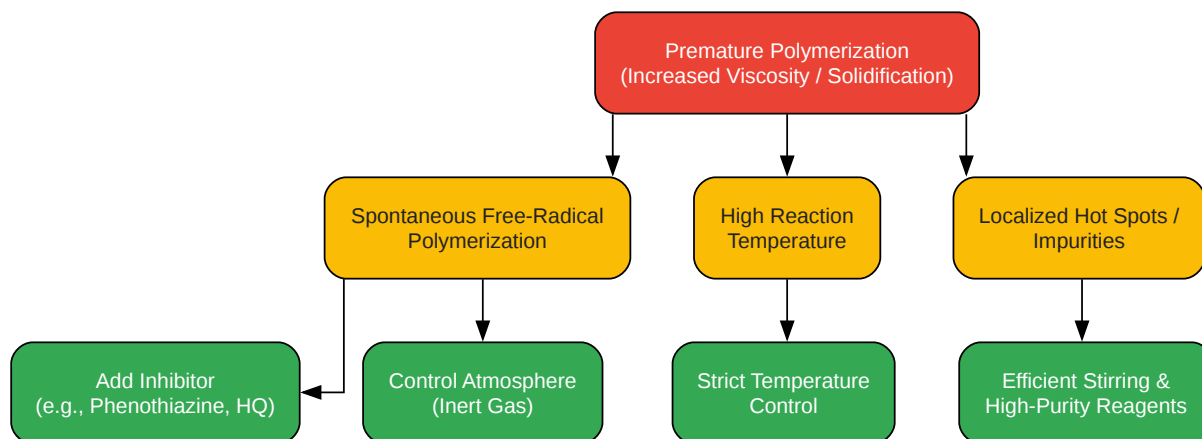 Premature Polymerization
(Increased Viscosity / Solidification)
Spontaneous Free-Radical
Polymerization
High Reaction
Temperature
Localized Hot Spots /
Impurities
Add Inhibitor
(e.g., Phenothiazine, HQ)
Control Atmosphere
(Inert Gas)
Strict Temperature
Control
Efficient Stirring &
High-Purity Reagents